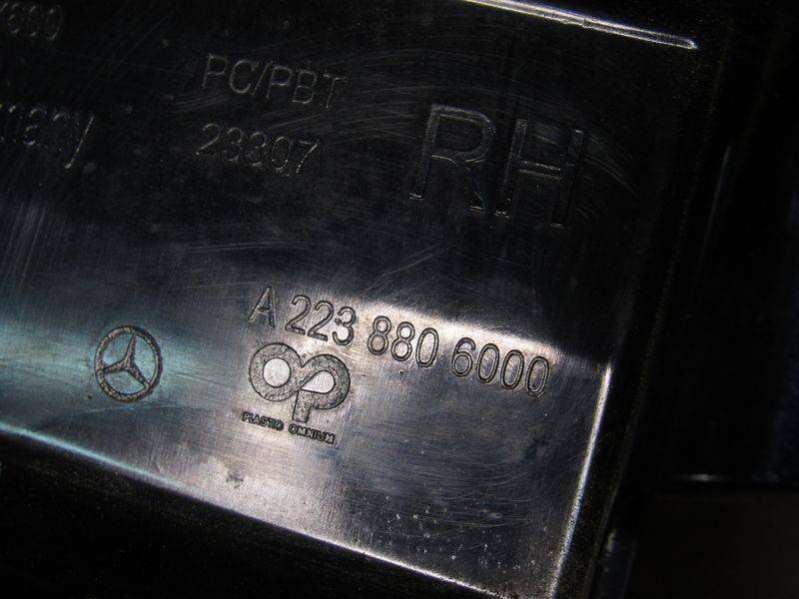 PC/PBT
23307
RH
A 223 880 6000
PLASTIC OMNIUM